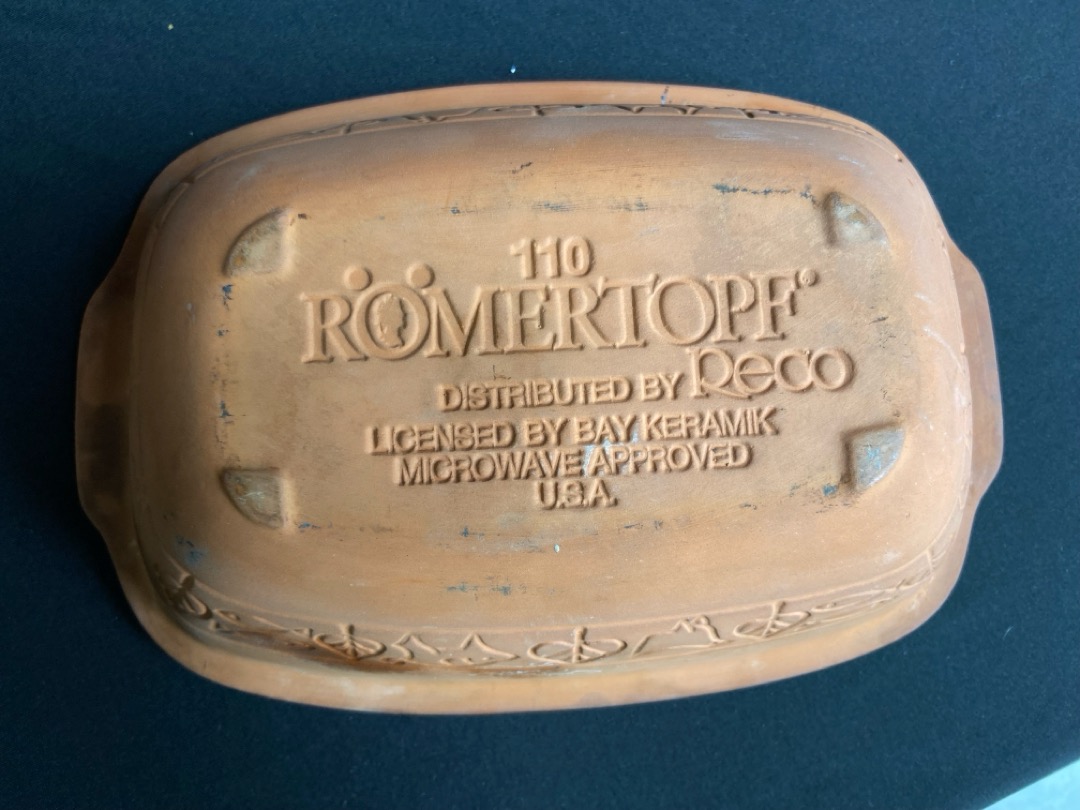 110
RÖMERTOPF®
DISTRIBUTED BY Reco
LICENSED BY BAY KERAMIK
MICROWAVE APPROVED
U.S.A.